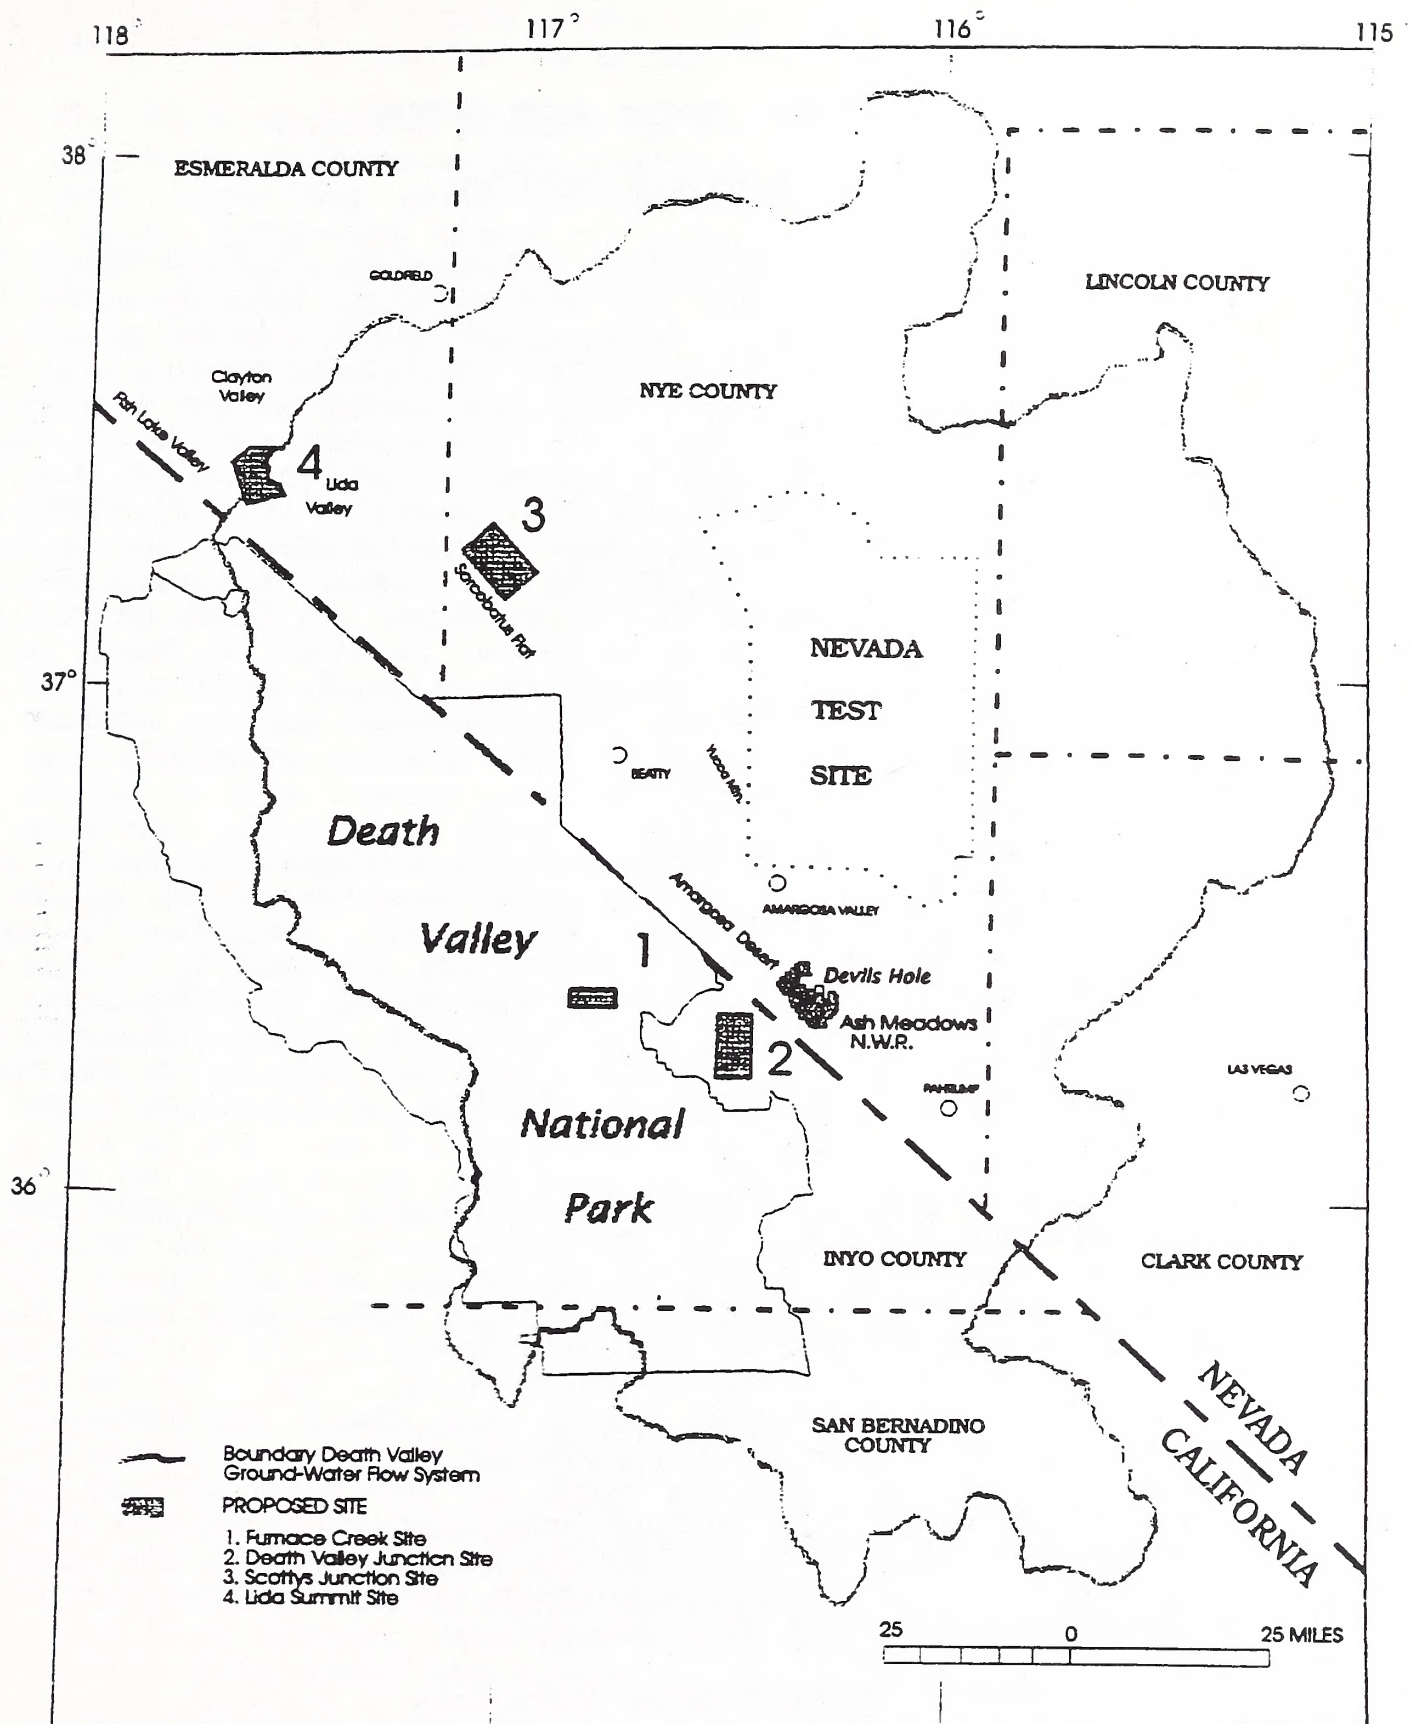 118°
117°
116°
115
38°
ESMERALDA COUNTY
GOLDFIELD
LINCOLN COUNTY
Clayton
Valley
NYE COUNTY
Fish Lake Valley
4
Lida
Valley
3
Sarcobatus Flat
NEVADA
TEST
SITE
37°
BEATTY
Yucca Mtn.
Death
Valley
National
Park
Amargosa Desert
AMARGOSA VALLEY
1
Devils Hole
Ash Meadows
N.W.R.
2
PAHRUMP
LAS VEGAS
36°
INYO COUNTY
CLARK COUNTY
NEVADA
CALIFORNIA
SAN BERNADINO
COUNTY
Boundary Death Valley
Ground-Water Flow System
PROPOSED SITE
1. Furnace Creek Site
2. Death Valley Junction Site
3. Scottys Junction Site
4. Lida Summit Site
25 0 25 MILES